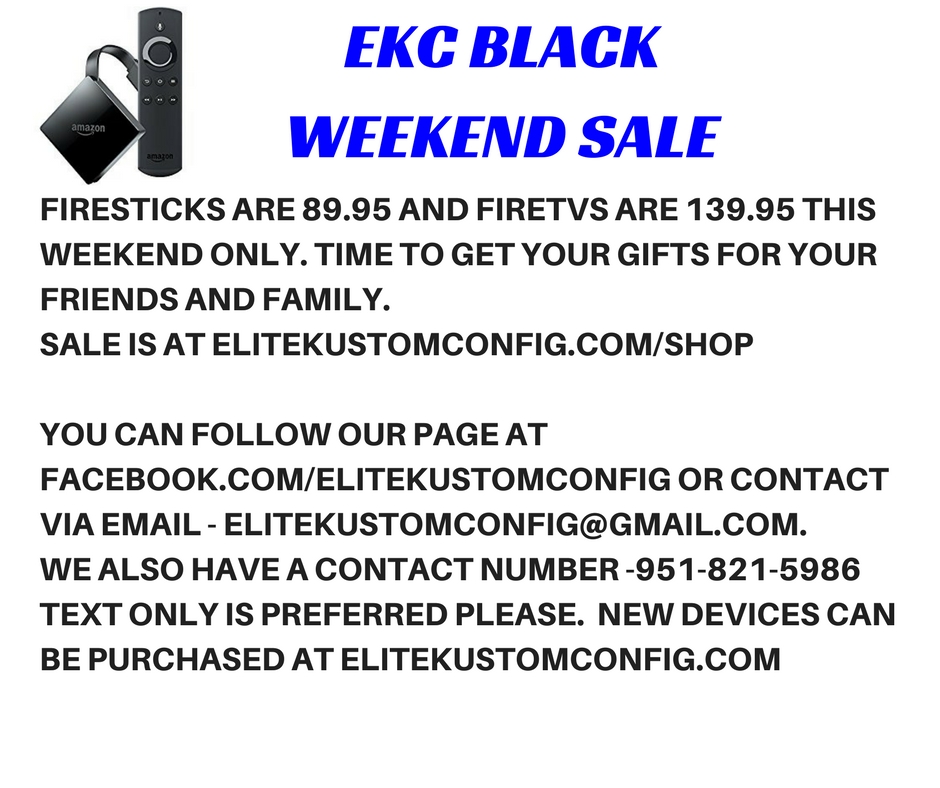 EKC BLACK
WEEKEND SALE
amazon
amazon
FIRESTICKS ARE 89.95 AND FIRETVS ARE 139.95 THIS
WEEKEND ONLY. TIME TO GET YOUR GIFTS FOR YOUR
FRIENDS AND FAMILY.
SALE IS AT ELITEKUSTOMCONFIG.COM/SHOP
YOU CAN FOLLOW OUR PAGE AT
FACEBOOK.COM/ELITEKUSTOMCONFIG OR CONTACT
VIA EMAIL - ELITEKUSTOMCONFIG@GMAIL.COM.
WE ALSO HAVE A CONTACT NUMBER -951-821-5986
TEXT ONLY IS PREFERRED PLEASE.  NEW DEVICES CAN
BE PURCHASED AT ELITEKUSTOMCONFIG.COM